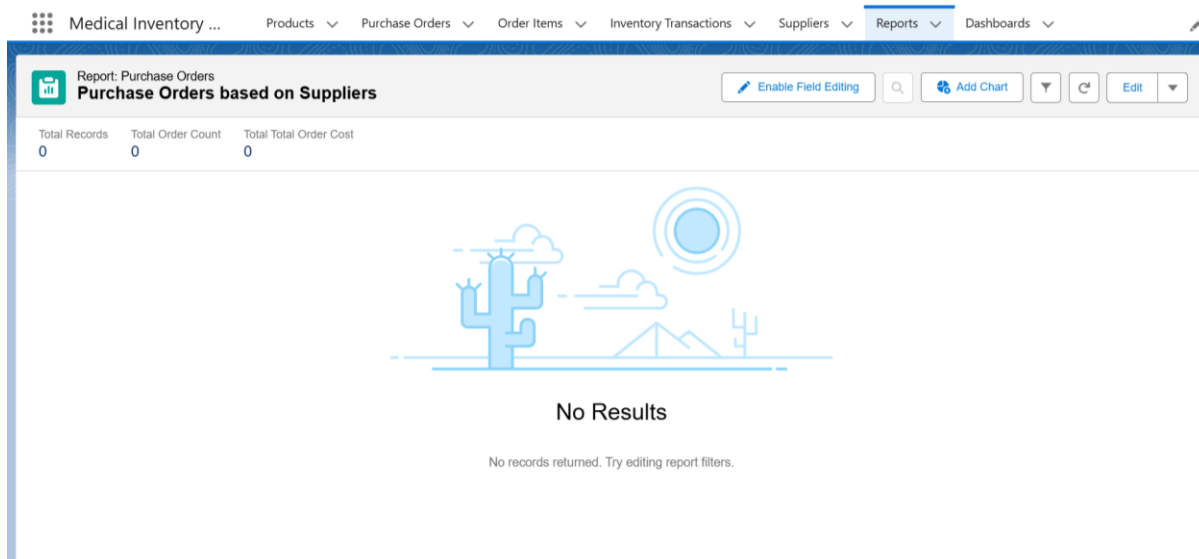 Medical Inventory ... Products Purchase Orders Order Items Inventory Transactions Suppliers Reports Dashboards
Report: Purchase Orders
Purchase Orders based on Suppliers
Enable Field Editing Add Chart Edit
Total Records Total Order Count Total Total Order Cost
0 0 0
No Results
No records returned. Try editing report filters.